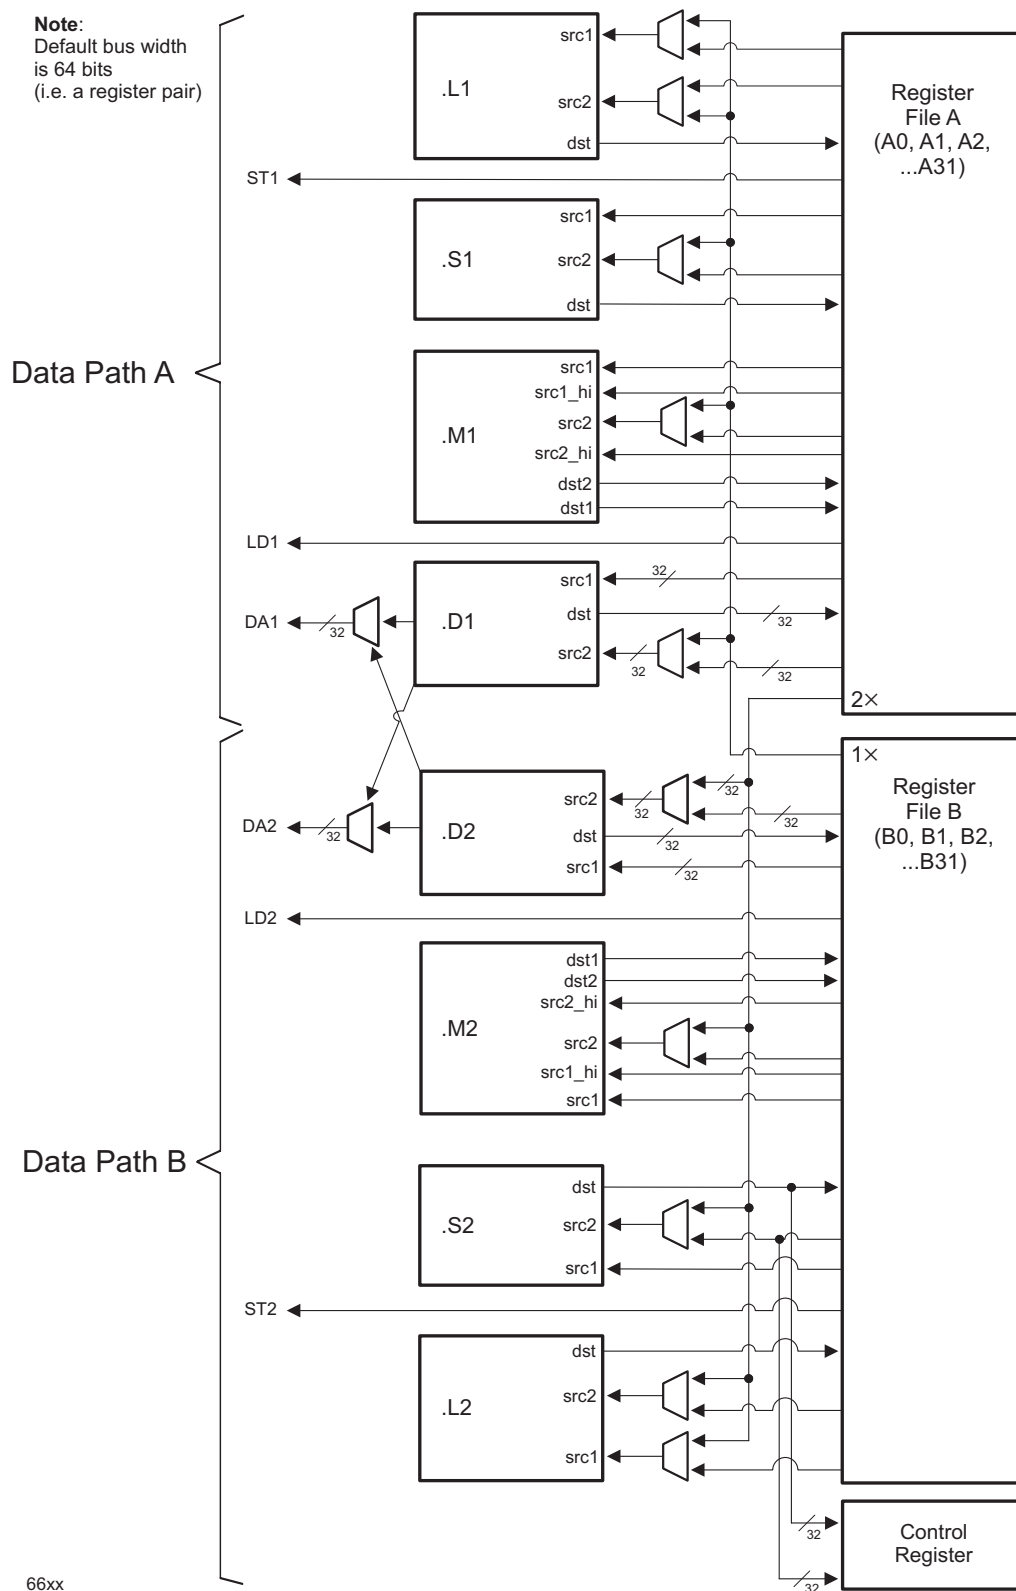 Note:
Default bus width
is 64 bits
(i.e. a register pair)
src1
.L1
src2
dst
Register
File A
(A0, A1, A2,
...A31)
ST1
src1
.S1
src2
dst
Data Path A
src1
src1_hi
.M1
src2
src2_hi
dst2
dst1
LD1
src1
32
DA1
32
.D1
dst
32
src2
32
32
2×
1×
Register
File B
(B0, B1, B2,
...B31)
src2
32
32
32
DA2
32
.D2
dst
32
src1
32
LD2
dst1
dst2
src2_hi
.M2
src2
src1_hi
src1
Data Path B
dst
.S2
src2
src1
ST2
dst
.L2
src2
src1
32
Control
Register
32
66xx